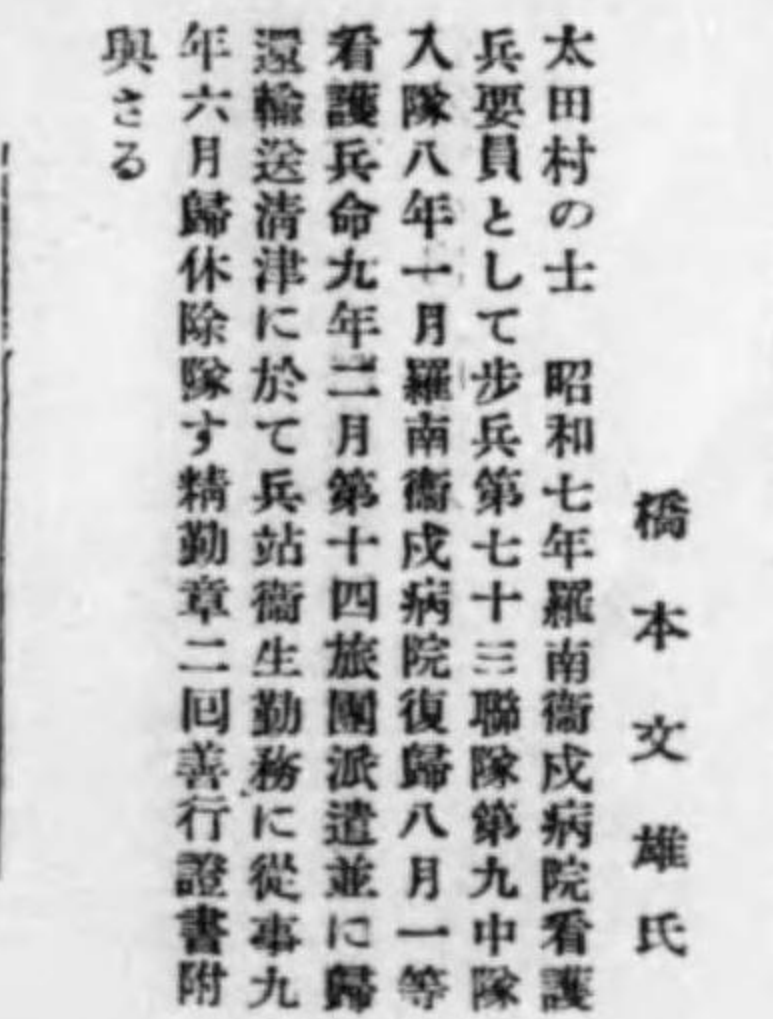 橋本文雄氏
太田村の士　昭和七年羅南衞戍病院看護
兵要員として步兵第七十三聯隊第九中隊
入隊八年一月羅南衞戍病院復歸八月一等
看護兵命九年二月第十四旅團派遣並に歸
還輸送淸津に於て兵站衞生勤務に從事九
年六月歸休除隊す精勤章二回善行證書附
與さる